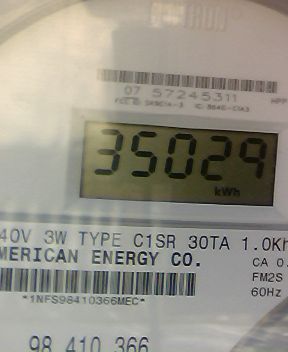 07 57245311
35029
kWh
40V 3W TYPE C1SR 30TA 1.0Kh
MERICAN ENERGY CO.
CA 0.
FM2S
60Hz
*1NFS98410366MEC*
98 410 366